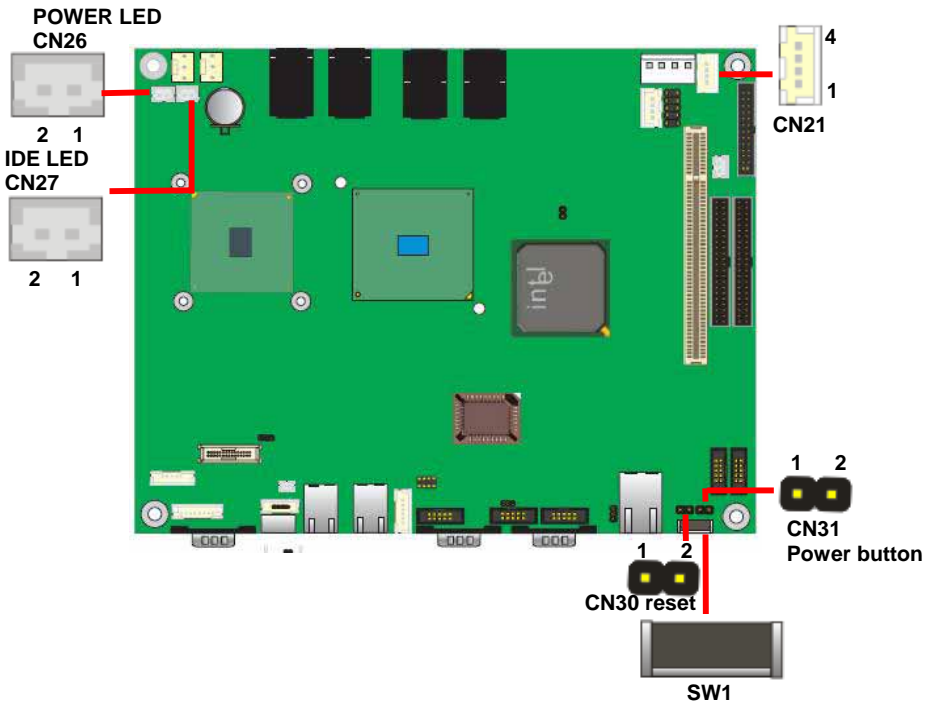 POWER LED
CN26
2 1
IDE LED
CN27
2 1
4
1
CN21
intel
1 2
CN31
Power button
1 2
CN30 reset
SW1